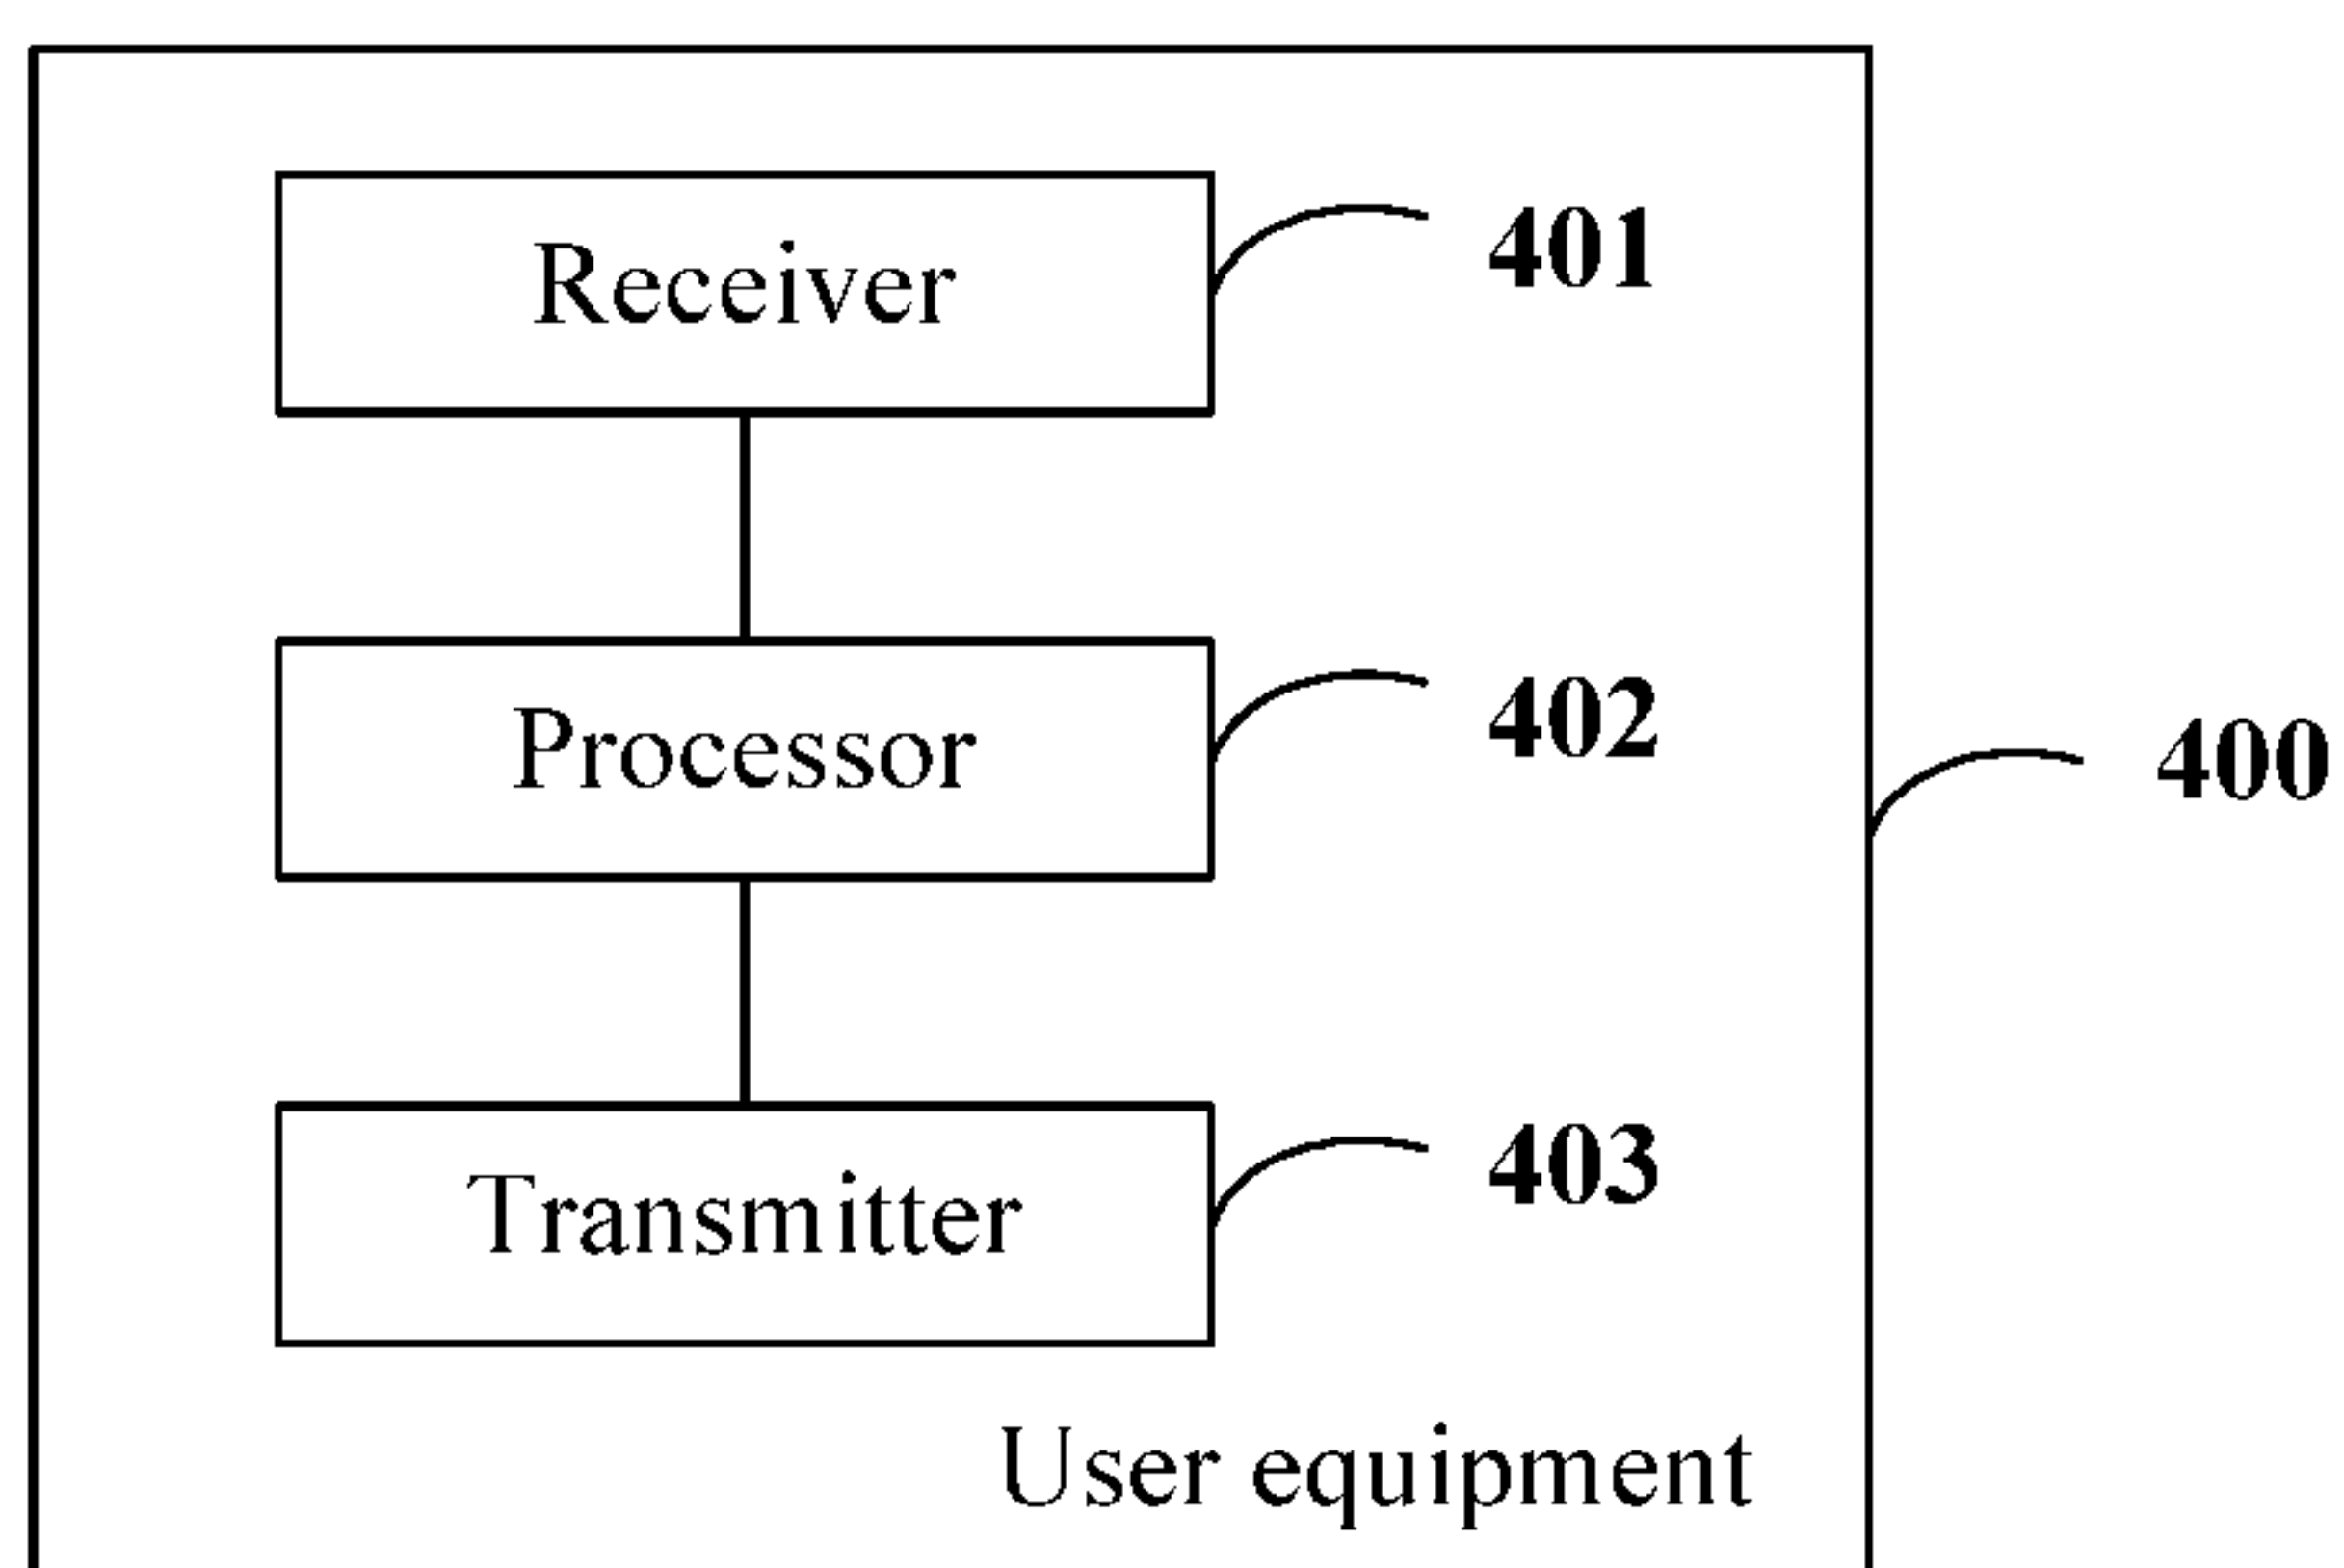 Receiver 401
Processor 402
400
Transmitter 403
User equipment